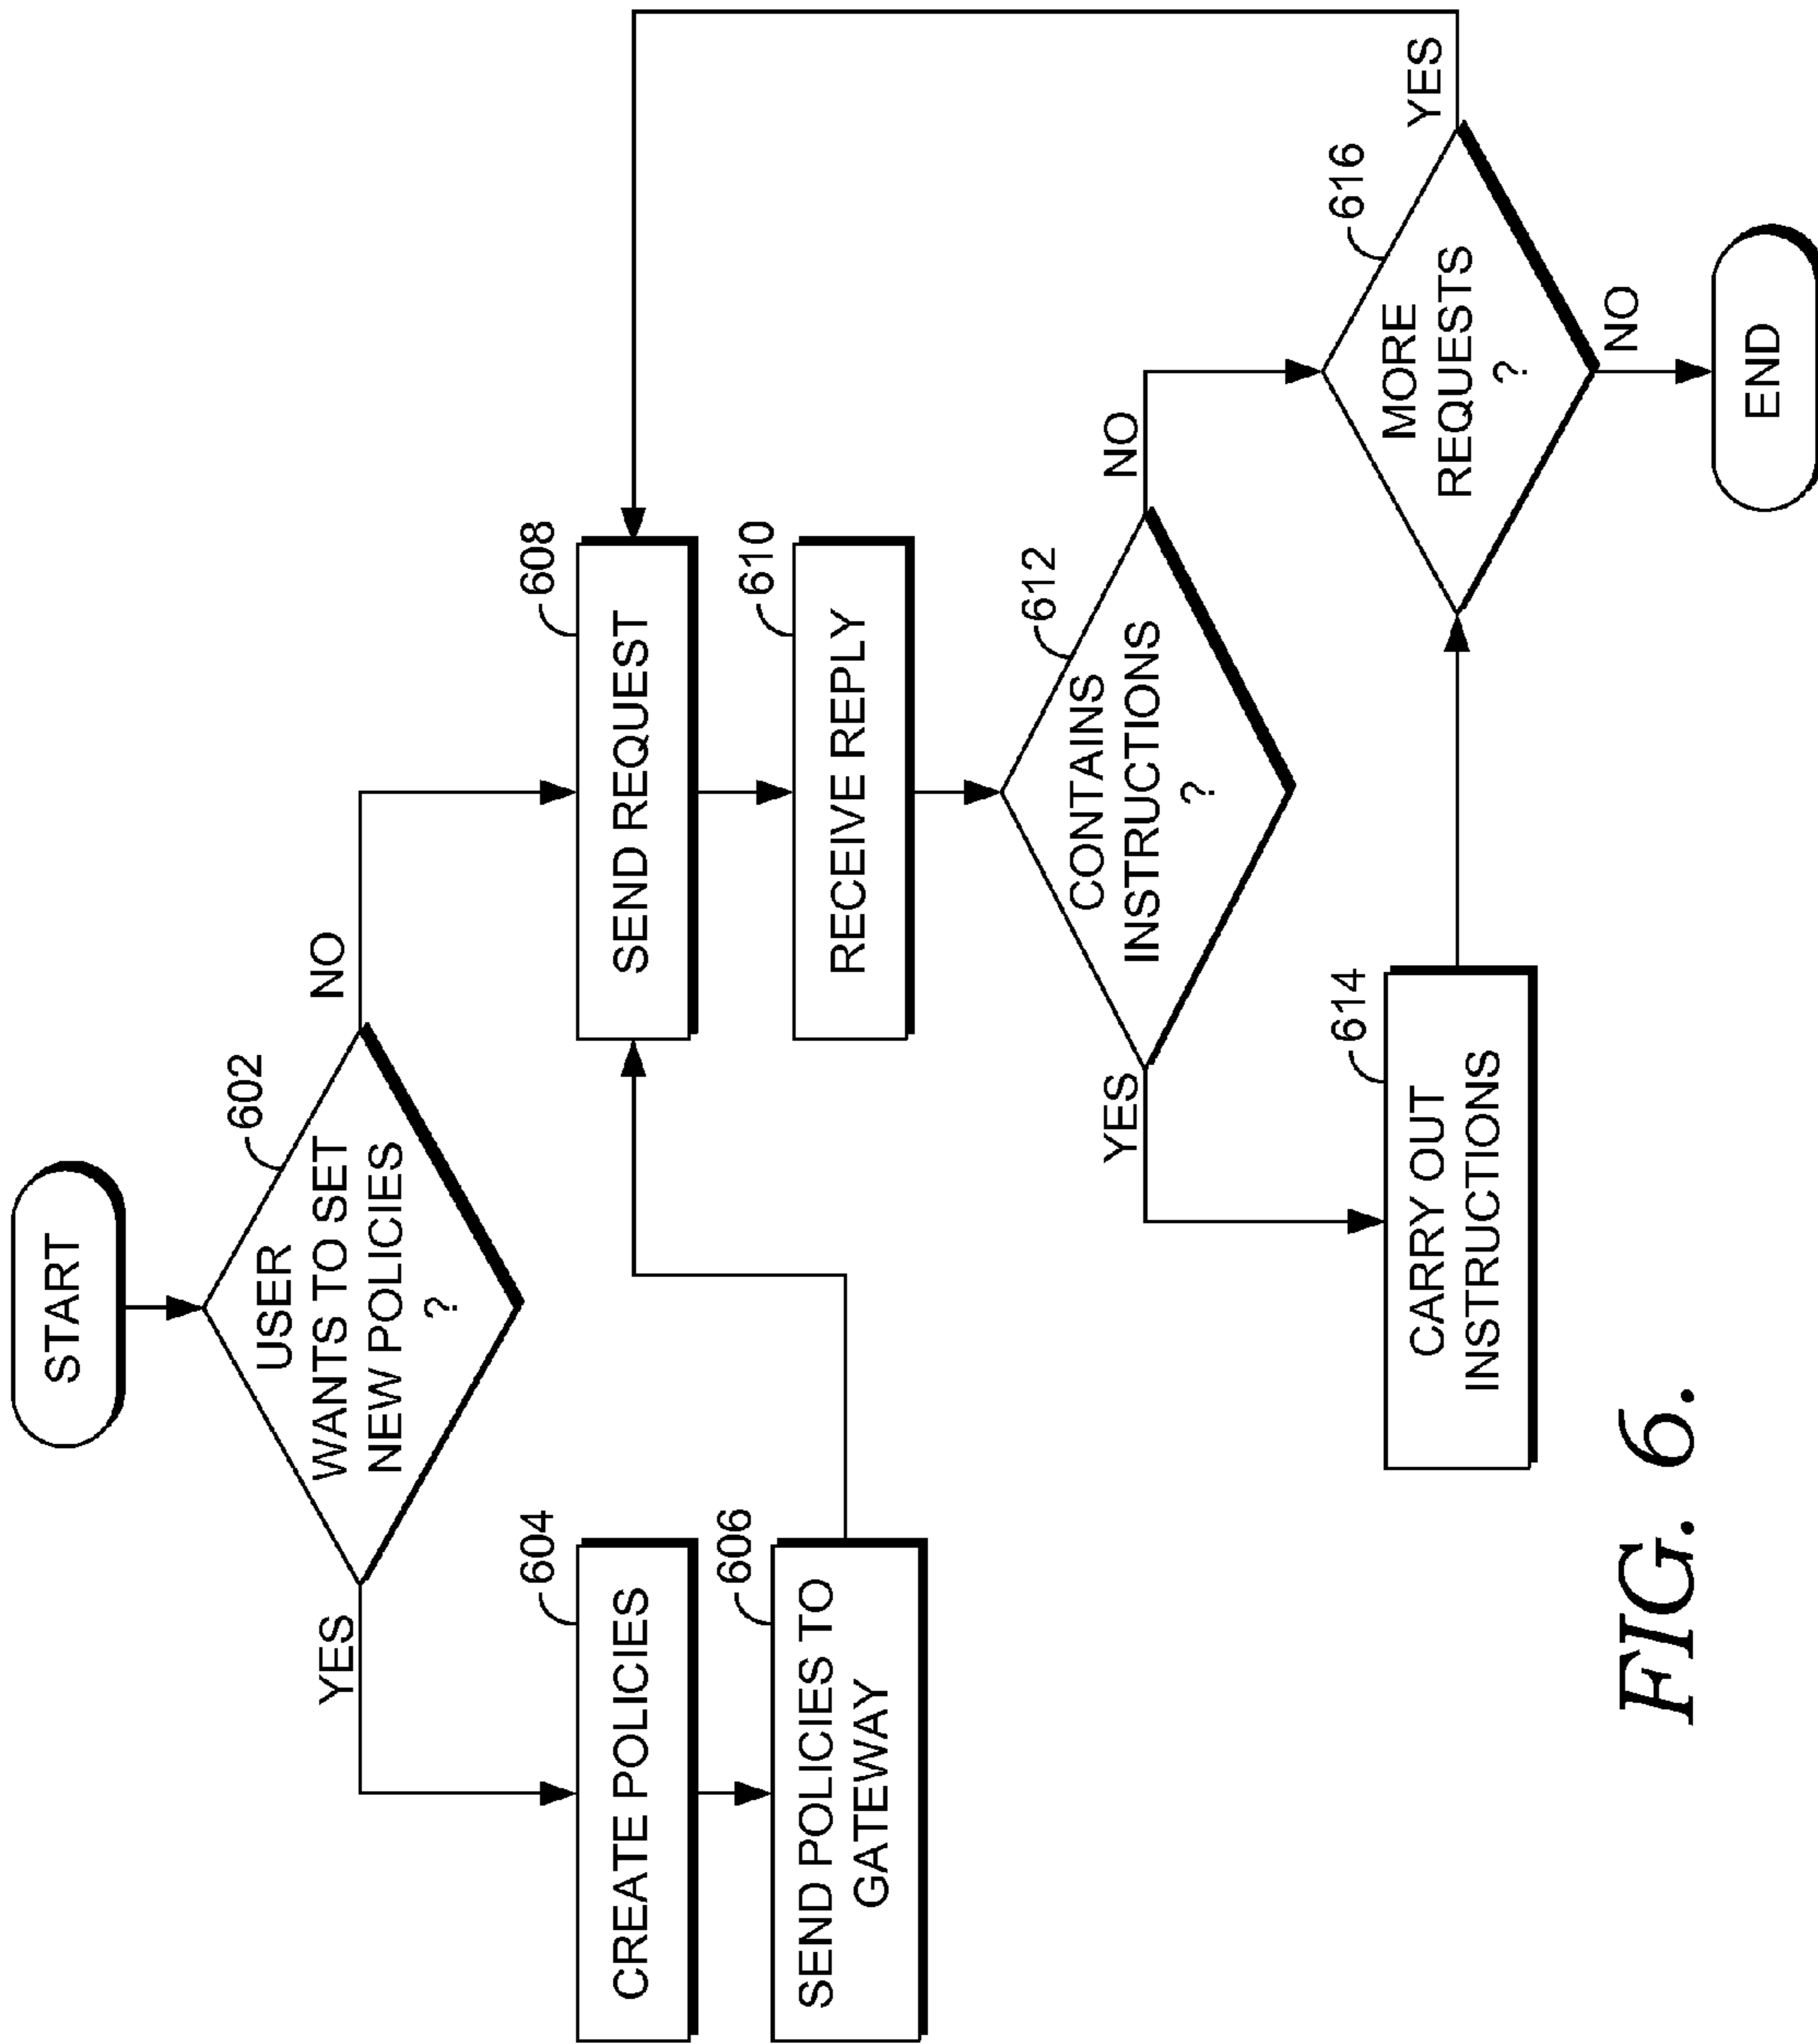 START
602
USER
WANTS TO SET
NEW POLICIES
?
YES
NO
604
CREATE POLICIES
608
SEND REQUEST
606
SEND POLICIES TO
GATEWAY
610
RECEIVE REPLY
612
CONTAINS
INSTRUCTIONS
?
YES
NO
614
CARRY OUT
INSTRUCTIONS
616
MORE
REQUESTS
?
YES
NO
END
FIG. 6.